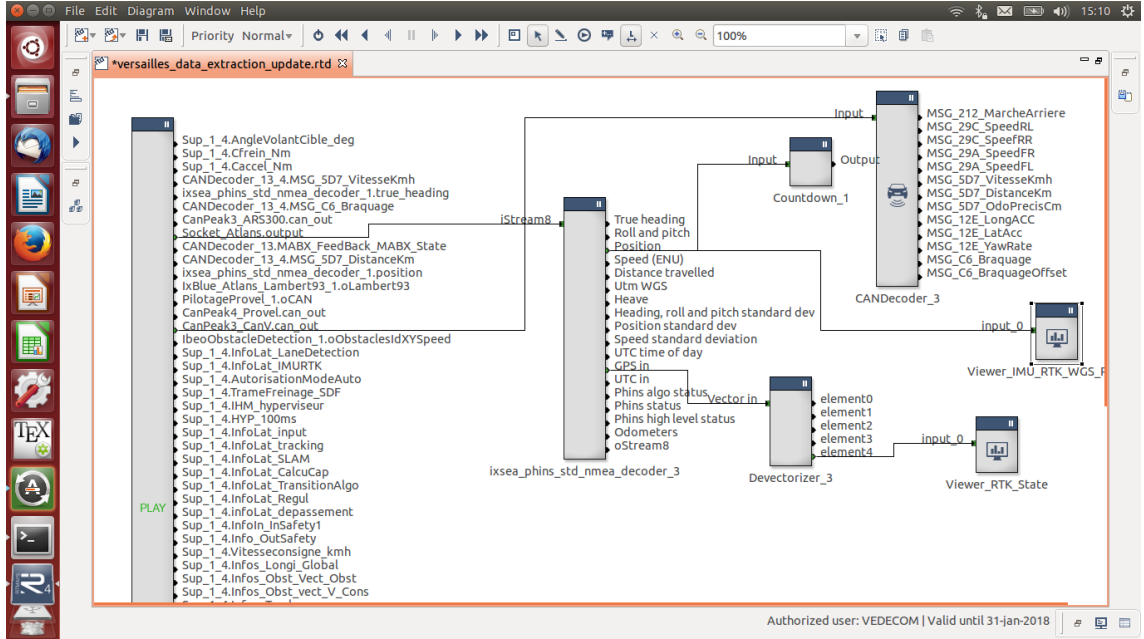 File Edit Diagram Window Help
15:10
Priority Normal
100%
*versailles_data_extraction_update.rtd
Sup_1_4.AngleVolantCible_deg
Sup_1_4.Cfrein_Nm
Sup_1_4.Caccel_Nm
CANDecoder_13_4.MSG_5D7_VitesseKmh
ixsea_phins_std_nmea_decoder_1.true_heading
CANDecoder_13_4.MSG_C6_Braquage
CanPeak3_ARS300.can_out
Socket_Atlans.output
CANDecoder_13.MABX_FeedBack_MABX_State
CANDecoder_13_4.MSG_5D7_DistanceKm
ixsea_phins_std_nmea_decoder_1.position
IxBlue_Atlans_Lambert93_1.oLambert93
PilotageProvel_1.oCAN
CanPeak4_Provel.can_out
CanPeak3_CanV.can_out
IbeoObstacleDetection_1.oObstaclesIdXYSpeed
Sup_1_4.InfoLat_LaneDetection
Sup_1_4.InfoLat_IMURTK
Sup_1_4.AutorisationModeAuto
Sup_1_4.TrameFreinage_SDF
Sup_1_4.IHM_hyperviseur
Sup_1_4.HYP_100ms
Sup_1_4.InfoLat_input
Sup_1_4.InfoLat_tracking
Sup_1_4.InfoLat_SLAM
Sup_1_4.InfoLat_CalcuCap
Sup_1_4.InfoLat_TransitionAlgo
Sup_1_4.InfoLat_Regul
Sup_1_4.infoLat_depassement
Sup_1_4.InfoIn_InSafety1
Sup_1_4.Info_OutSafety
Sup_1_4.Vitesseconsigne_kmh
Sup_1_4.Infos_Longi_Global
Sup_1_4.Infos_Obst_Vect_Obst
Sup_1_4.Infos_Obst_vect_V_Cons
PLAY
iStream8
True heading
Roll and pitch
Position
Speed (ENU)
Distance travelled
Utm WGS
Heave
Heading, roll and pitch standard dev
Position standard dev
Speed standard deviation
UTC time of day
GPS in
UTC in
Phins algo status
Phins status
Phins high level status
Odometers
oStream8
ixsea_phins_std_nmea_decoder_3
Input
Output
Countdown_1
Input
MSG_212_MarcheArriere
MSG_29C_SpeedRL
MSG_29C_SpeefRR
MSG_29A_SpeedFR
MSG_29A_SpeedFL
MSG_5D7_VitesseKmh
MSG_5D7_DistanceKm
MSG_5D7_OdoPrecisCm
MSG_12E_LongACC
MSG_12E_LatAcc
MSG_12E_YawRate
MSG_C6_Braquage
MSG_C6_BraquageOffset
CANDecoder_3
input_0
Viewer_IMU_RTK_WGS_
Vector in
element0
element1
element2
element3
element4
Devectorizer_3
input_0
Viewer_RTK_State
TEX
4
Authorized user: VEDECOM | Valid until 31-jan-2018